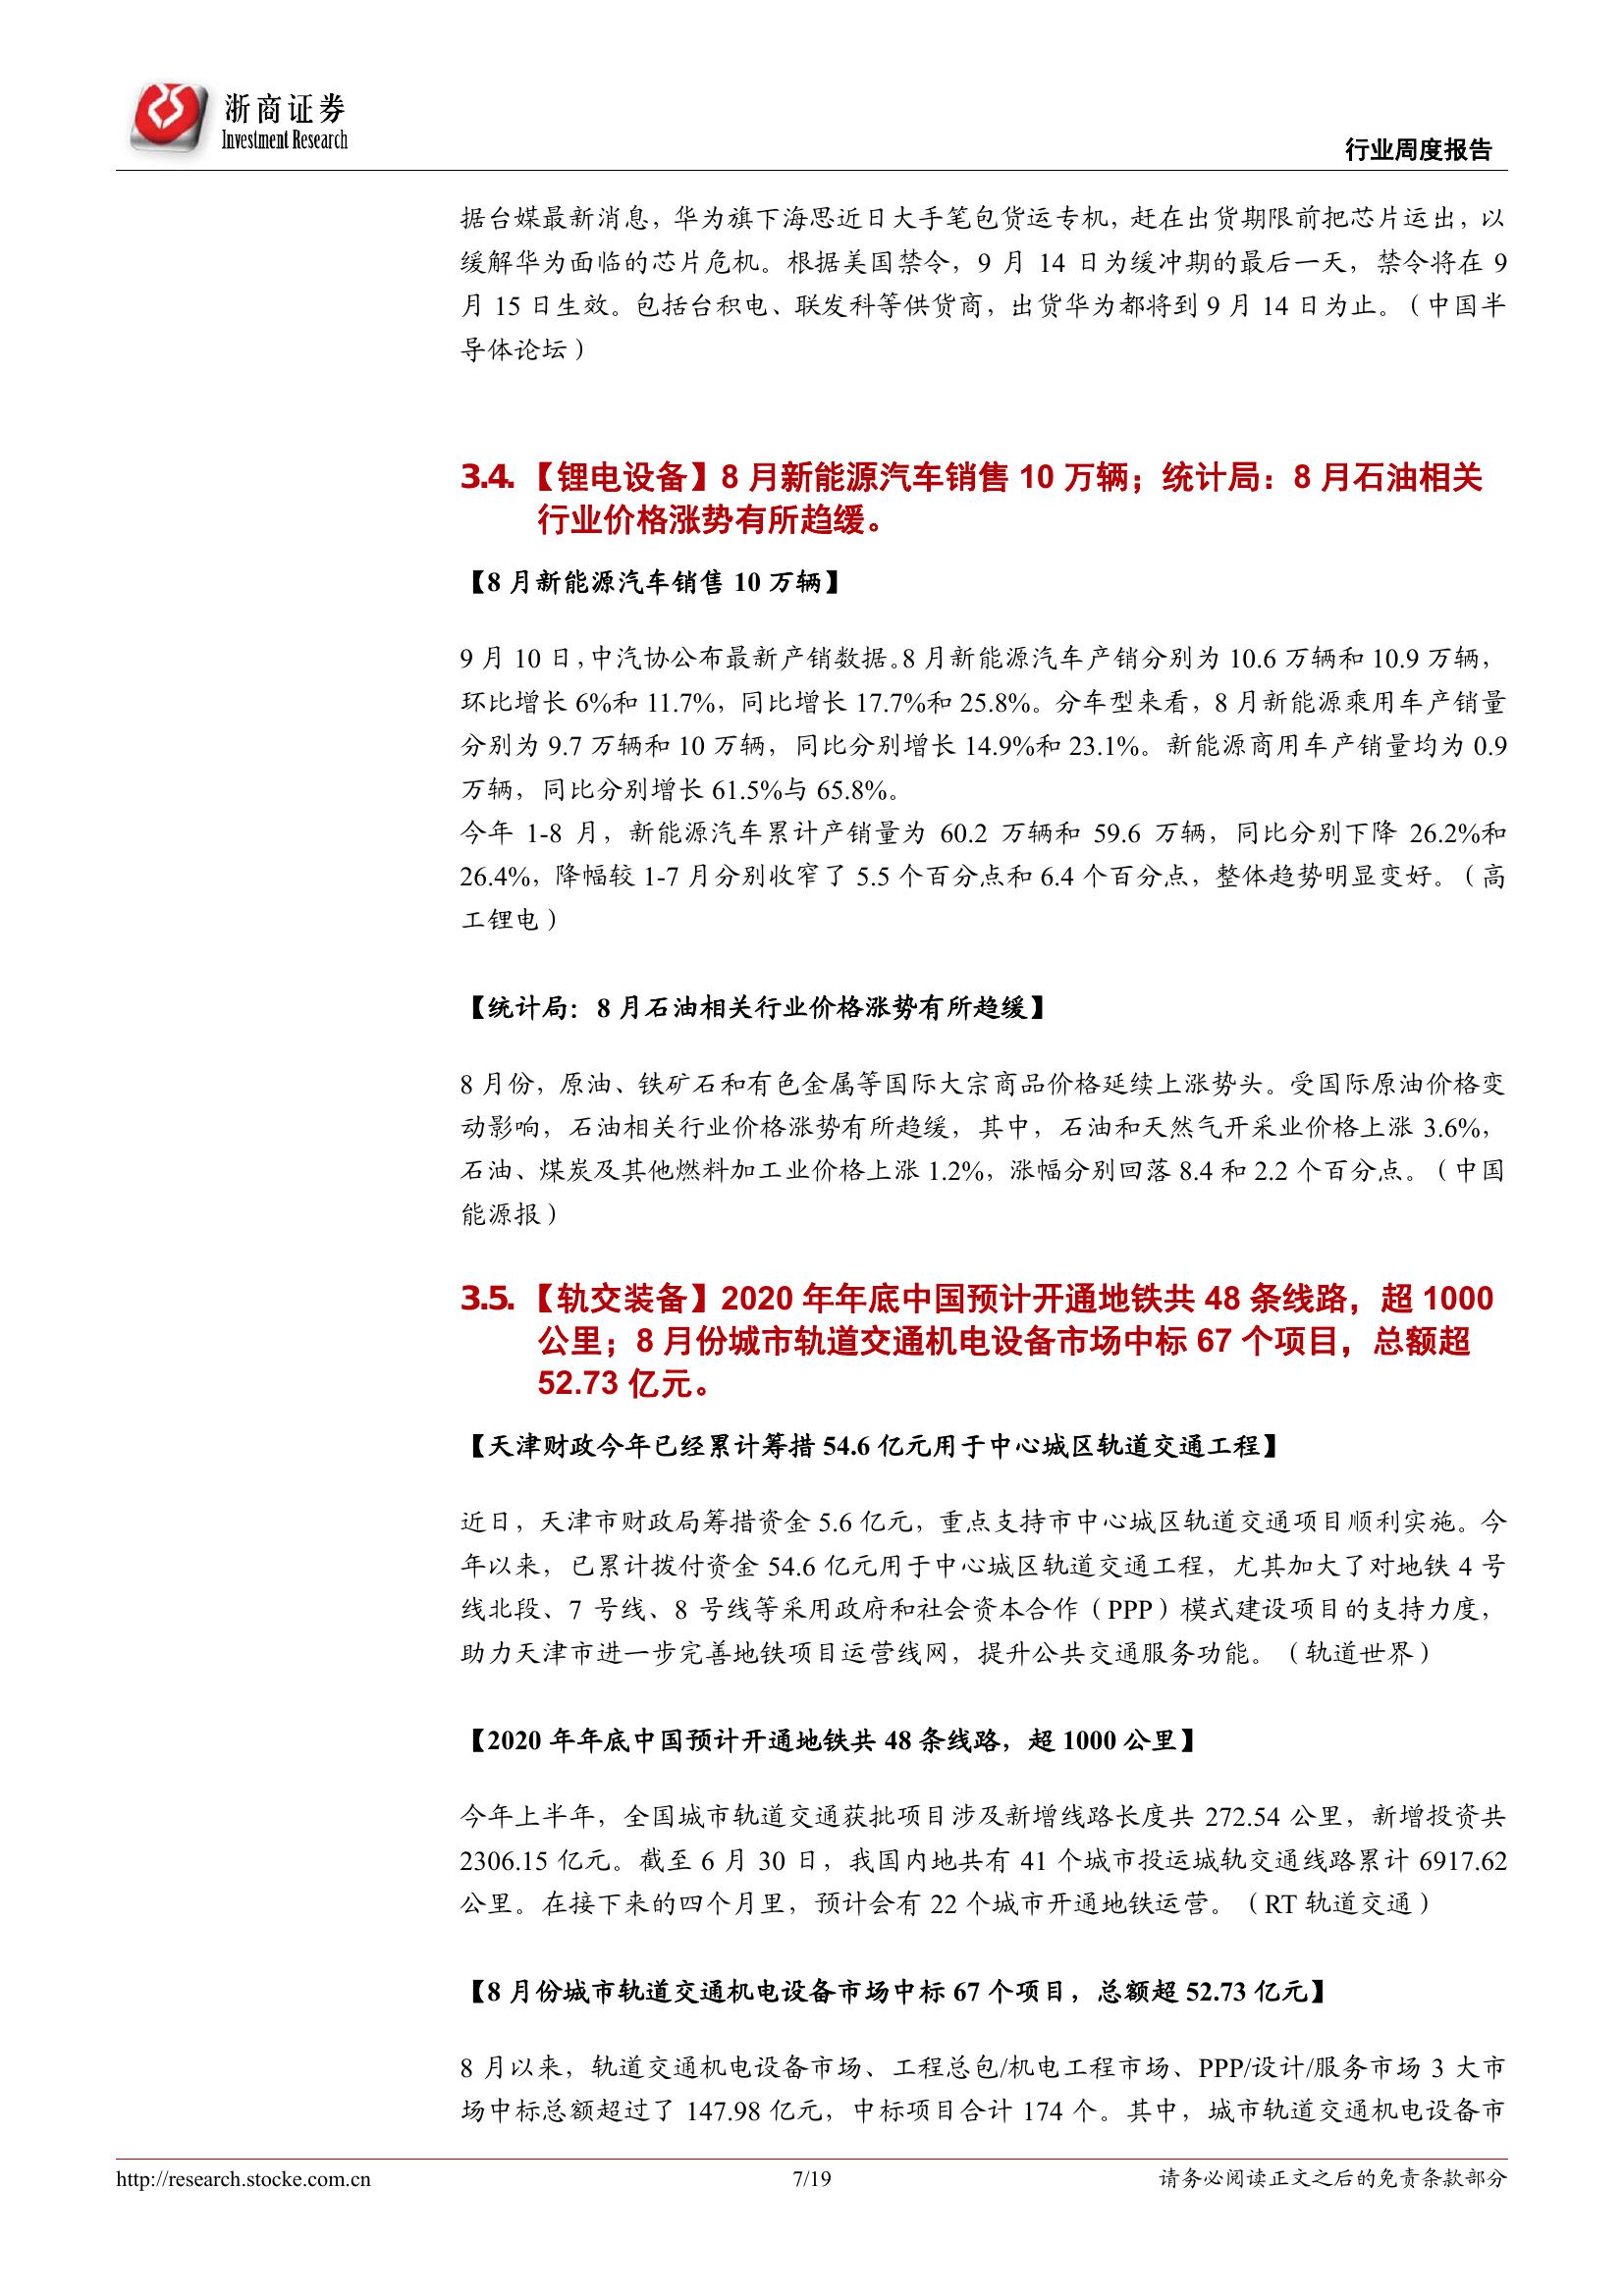 浙商证券
Investment Research
行业周度报告
据台媒最新消息，华为旗下海思近日大手笔包货运专机，赶在出货期限前把芯片运出，以
缓解华为面临的芯片危机。根据美国禁令，9 月 14 日为缓冲期的最后一天，禁令将在 9
月 15 日生效。包括台积电、联发科等供货商，出货华为都将到 9 月 14 日为止。（中国半
导体论坛）
3.4. 【锂电设备】8 月新能源汽车销售 10 万辆；统计局：8 月石油相关
行业价格涨势有所趋缓。
【8 月新能源汽车销售 10 万辆】
9 月 10 日，中汽协公布最新产销数据。8 月新能源汽车产销分别为 10.6 万辆和 10.9 万辆，
环比增长 6%和 11.7%，同比增长 17.7%和 25.8%。分车型来看，8 月新能源乘用车产销量
分别为 9.7 万辆和 10 万辆，同比分别增长 14.9%和 23.1%。新能源商用车产销量均为 0.9
万辆，同比分别增长 61.5%与 65.8%。
今年 1-8 月，新能源汽车累计产销量为 60.2 万辆和 59.6 万辆，同比分别下降 26.2%和
26.4%，降幅较 1-7 月分别收窄了 5.5 个百分点和 6.4 个百分点，整体趋势明显变好。（高
工锂电）
【统计局：8 月石油相关行业价格涨势有所趋缓】
8 月份，原油、铁矿石和有色金属等国际大宗商品价格延续上涨势头。受国际原油价格变
动影响，石油相关行业价格涨势有所趋缓，其中，石油和天然气开采业价格上涨 3.6%，
石油、煤炭及其他燃料加工业价格上涨 1.2%，涨幅分别回落 8.4 和 2.2 个百分点。（中国
能源报）
3.5. 【轨交装备】2020 年年底中国预计开通地铁共 48 条线路，超 1000
公里；8 月份城市轨道交通机电设备市场中标 67 个项目，总额超
52.73 亿元。
【天津财政今年已经累计筹措 54.6 亿元用于中心城区轨道交通工程】
近日，天津市财政局筹措资金 5.6 亿元，重点支持市中心城区轨道交通项目顺利实施。今
年以来，已累计拨付资金 54.6 亿元用于中心城区轨道交通工程，尤其加大了对地铁 4 号
线北段、7 号线、8 号线等采用政府和社会资本合作（PPP）模式建设项目的支持力度，
助力天津市进一步完善地铁项目运营线网，提升公共交通服务功能。（轨道世界）
【2020 年年底中国预计开通地铁共 48 条线路，超 1000 公里】
今年上半年，全国城市轨道交通获批项目涉及新增线路长度共 272.54 公里，新增投资共
2306.15 亿元。截至 6 月 30 日，我国内地共有 41 个城市投运城轨交通线路累计 6917.62
公里。在接下来的四个月里，预计会有 22 个城市开通地铁运营。（RT 轨道交通）
【8 月份城市轨道交通机电设备市场中标 67 个项目，总额超 52.73 亿元】
8 月以来，轨道交通机电设备市场、工程总包/机电工程市场、PPP/设计/服务市场 3 大市
场中标总额超过了 147.98 亿元，中标项目合计 174 个。其中，城市轨道交通机电设备市
http://research.stocke.com.cn
7/19
请务必阅读正文之后的免责条款部分